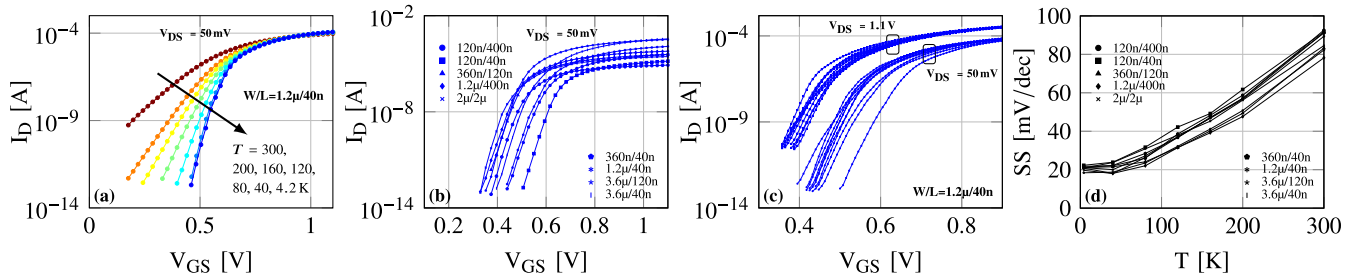 10⁻⁴
10⁻⁹
10⁻¹⁴
I_D [A]
V_DS = 50 mV
W/L=1.2µ/40n
T = 300,
200, 160, 120,
80, 40, 4.2 K
(a)
0 0.5 1
V_GS [V]
10⁻⁴
10⁻⁸
10⁻¹⁴
I_D [A]
V_DS = 50 mV
120n/400n
120n/40n
360n/120n
1.2µ/400n
2µ/2µ
360n/40n
1.2µ/40n
3.6µ/120n
3.6µ/40n
(b)
0.2 0.4 0.6 0.8 1
V_GS [V]
10⁻⁴
10⁻⁹
10⁻¹⁴
I_D [A]
V_DS = 1.1 V
V_DS = 50 mV
(c)
W/L=1.2µ/40n
0.4 0.6 0.8
V_GS [V]
100
80
60
40
20
0
SS [mV/dec]
120n/400n
120n/40n
360n/120n
1.2µ/400n
2µ/2µ
360n/40n
1.2µ/40n
3.6µ/120n
3.6µ/40n
(d)
0 100 200 300
T [K]